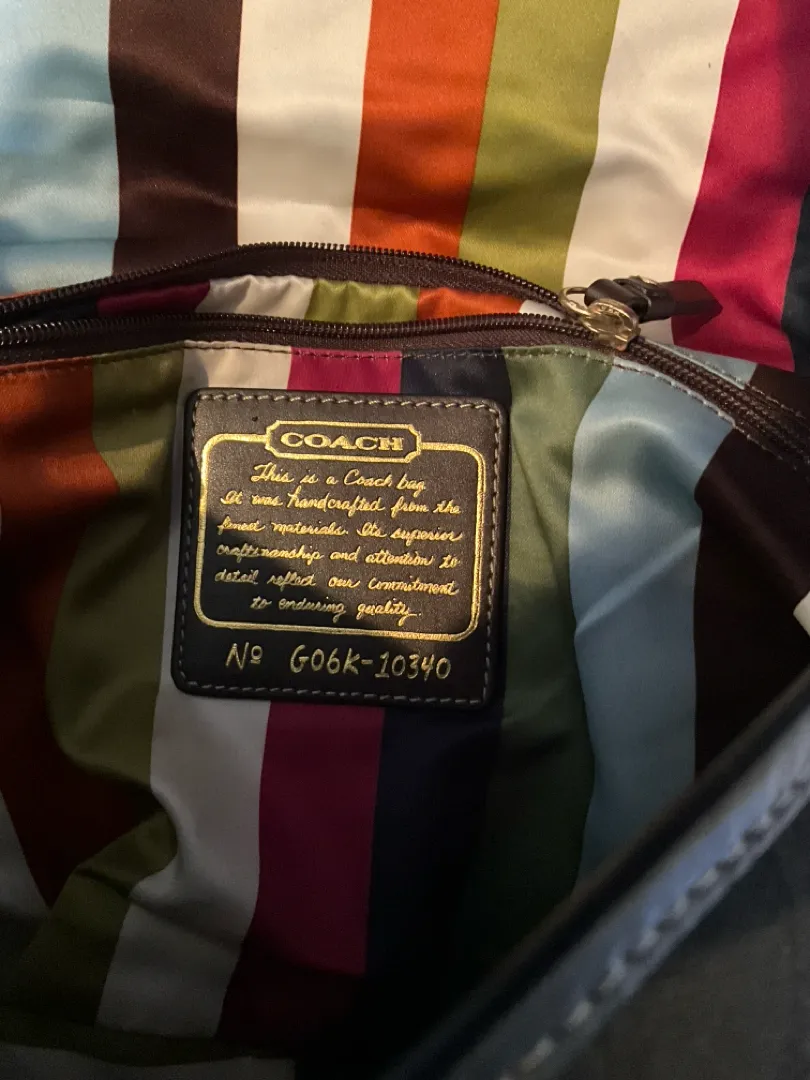 COACH
This is a Coach bag
It was handcrafted from the
finest materials. Its superior
craftsmanship and attention to
detail reflect our commitment
to enduring quality.
Nº G06K-10340